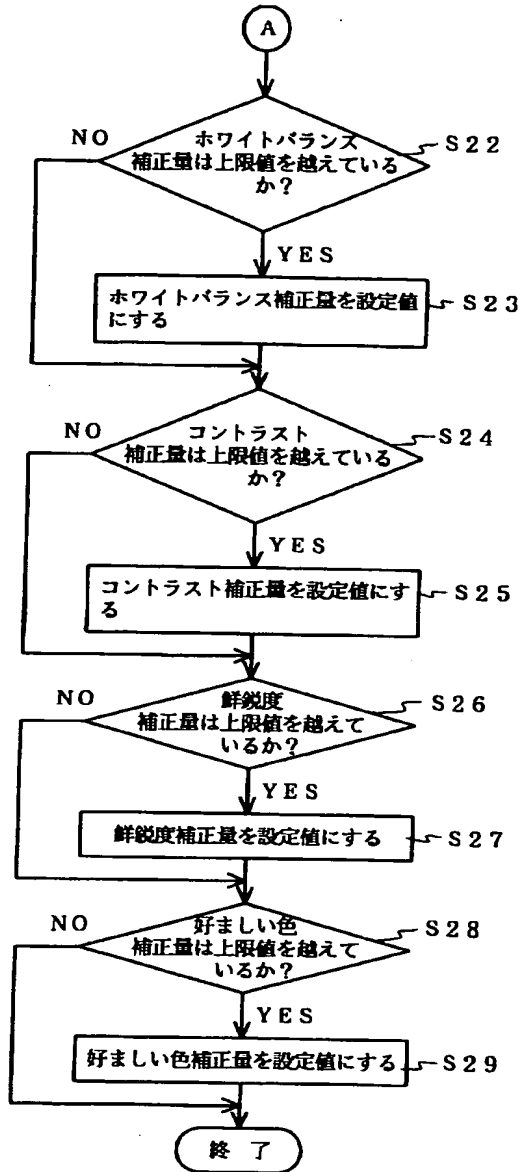 A
ホワイトバランス
補正量は上限値を越えている
か？
NO
S22
YES
ホワイトバランス補正量を設定値
にする
S23
コントラスト
補正量は上限値を越えている
か？
NO
S24
YES
コントラスト補正量を設定値にす
る
S25
鮮鋭度
補正量は上限値を越えて
いるか？
NO
S26
YES
鮮鋭度補正量を設定値にする
S27
好ましい色
補正量は上限値を越えて
いるか？
NO
S28
YES
好ましい色補正量を設定値にする
S29
終 了